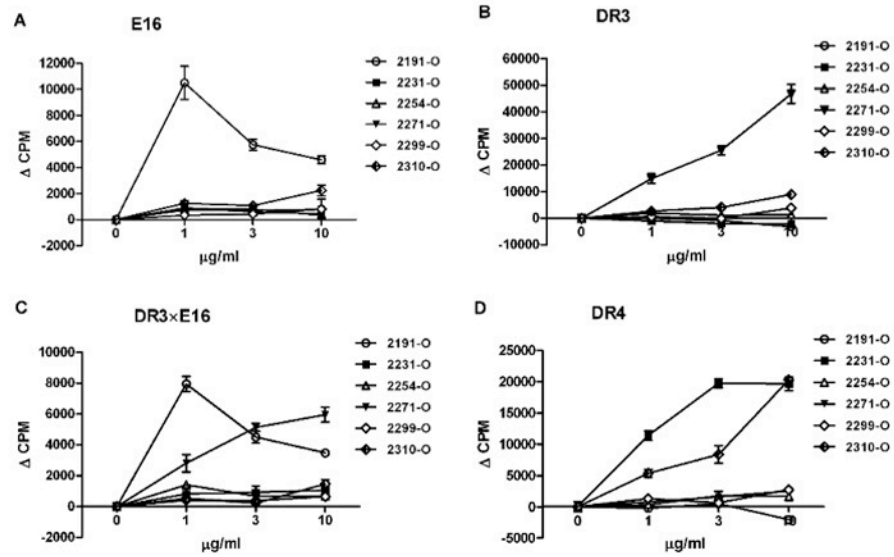 A
E16
12000
10000
8000
6000
4000
2000
0
-2000
Δ CPM
0 1 3 10
μg/ml
2191-O
2231-O
2254-O
2271-O
2299-O
2310-O
B
DR3
60000
50000
40000
30000
20000
10000
0
-10000
Δ CPM
0 1 3 10
μg/ml
2191-O
2231-O
2254-O
2271-O
2299-O
2310-O
C
DR3×E16
10000
8000
6000
4000
2000
0
-2000
Δ CPM
0 1 3 10
μg/ml
2191-O
2231-O
2254-O
2271-O
2299-O
2310-O
D
DR4
25000
20000
15000
10000
5000
0
-5000
Δ CPM
0 1 3 10
μg/ml
2191-O
2231-O
2254-O
2271-O
2299-O
2310-O